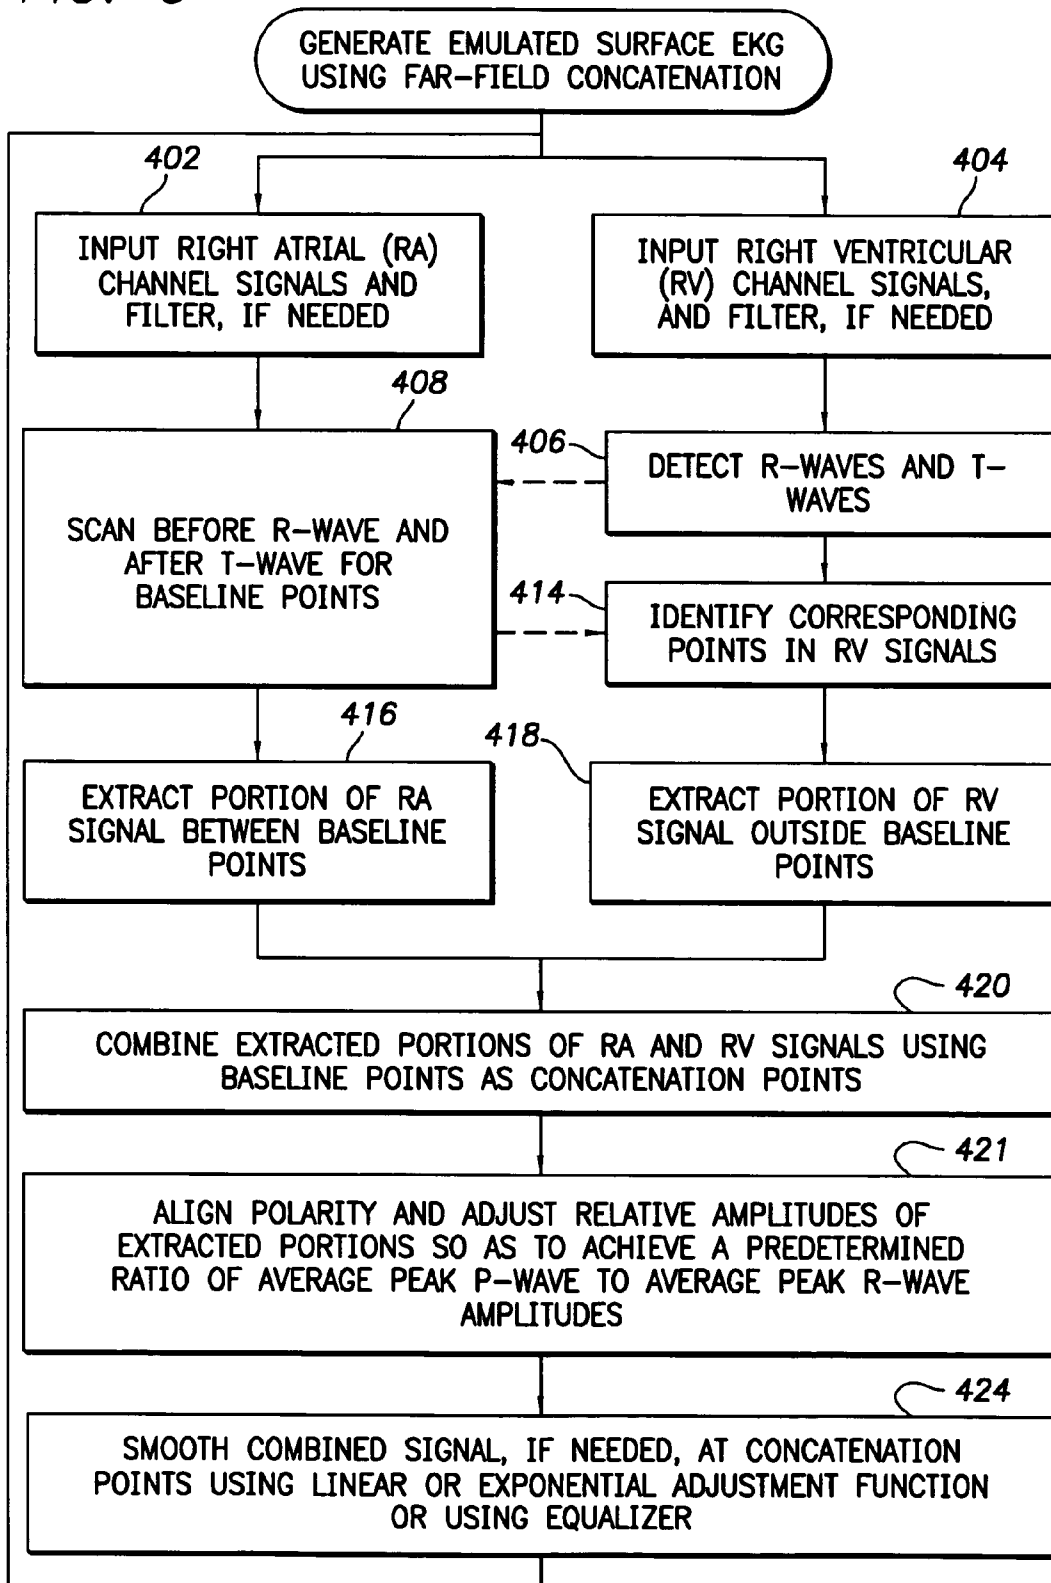 GENERATE EMULATED SURFACE EKG
USING FAR-FIELD CONCATENATION
402
404
INPUT RIGHT ATRIAL (RA)
CHANNEL SIGNALS AND
FILTER, IF NEEDED
INPUT RIGHT VENTRICULAR
(RV) CHANNEL SIGNALS,
AND FILTER, IF NEEDED
408
406
SCAN BEFORE R-WAVE AND
AFTER T-WAVE FOR
BASELINE POINTS
DETECT R-WAVES AND T-
WAVES
414
IDENTIFY CORRESPONDING
POINTS IN RV SIGNALS
416
418
EXTRACT PORTION OF RA
SIGNAL BETWEEN BASELINE
POINTS
EXTRACT PORTION OF RV
SIGNAL OUTSIDE BASELINE
POINTS
420
COMBINE EXTRACTED PORTIONS OF RA AND RV SIGNALS USING
BASELINE POINTS AS CONCATENATION POINTS
421
ALIGN POLARITY AND ADJUST RELATIVE AMPLITUDES OF
EXTRACTED PORTIONS SO AS TO ACHIEVE A PREDETERMINED
RATIO OF AVERAGE PEAK P-WAVE TO AVERAGE PEAK R-WAVE
AMPLITUDES
424
SMOOTH COMBINED SIGNAL, IF NEEDED, AT CONCATENATION
POINTS USING LINEAR OR EXPONENTIAL ADJUSTMENT FUNCTION
OR USING EQUALIZER